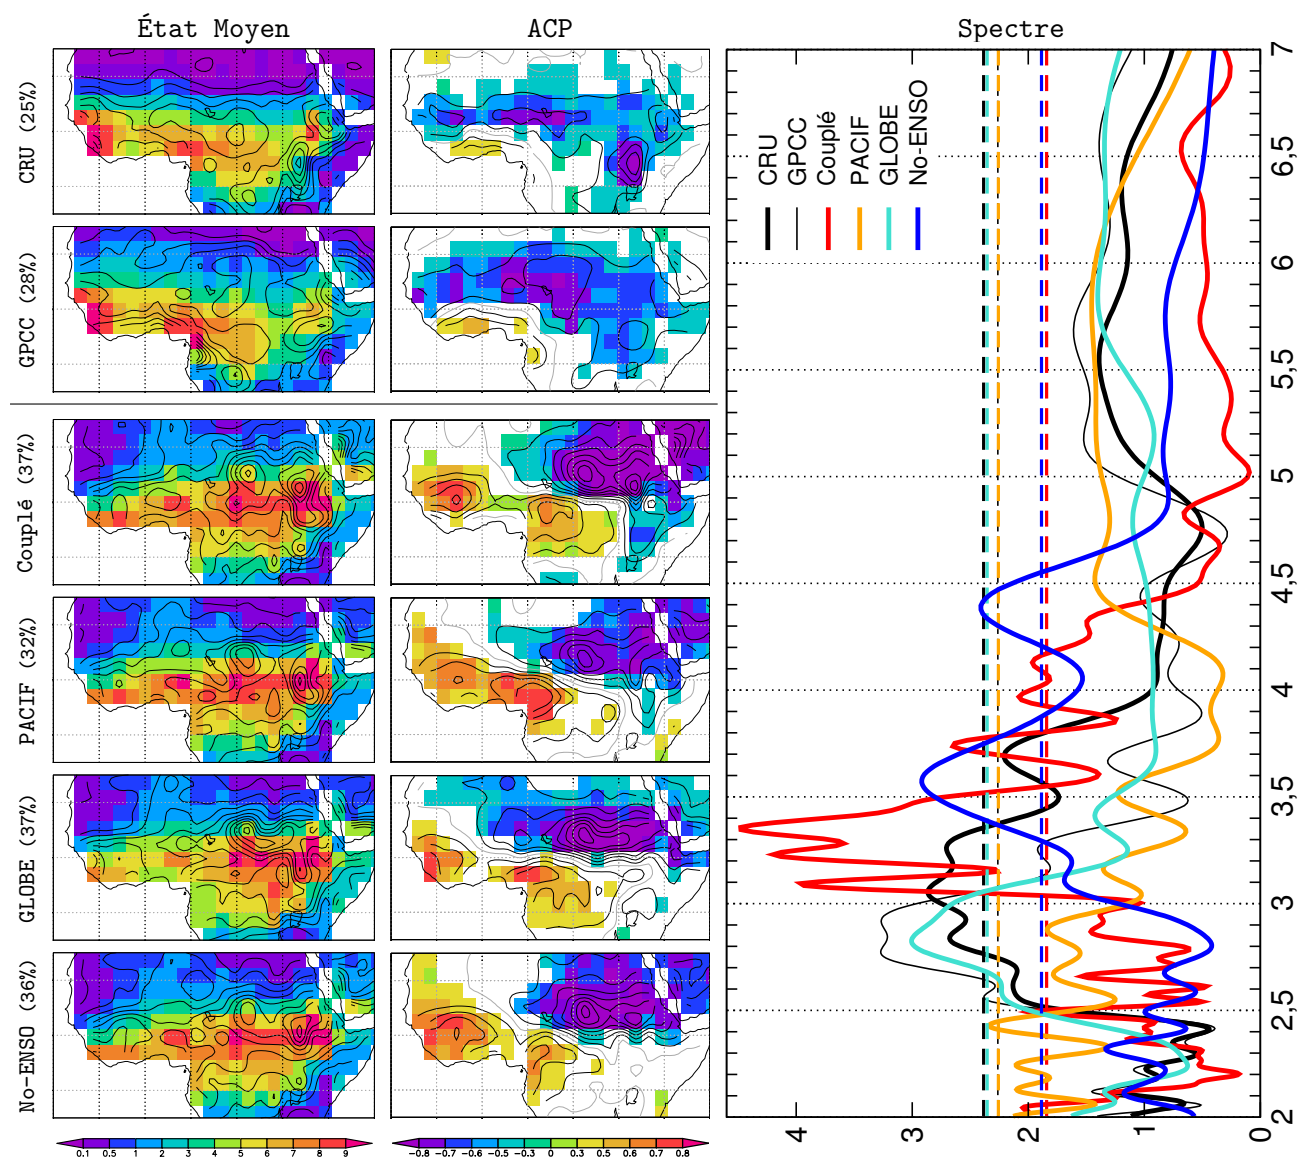 État Moyen
ACP
Spectre
CRU (25%)
GPCC (28%)
Couplé (37%)
PACIF (32%)
GLOBE (37%)
No-ENSO (36%)
0.1 0.5 1 2 3 4 5 6 7 8 9
-0.8 -0.7 -0.6 -0.5 -0.3 0 0.3 0.5 0.6 0.7 0.8
CRU
GPCC
Couplé
PACIF
GLOBE
No-ENSO
7
6,5
6
5,5
5
4,5
4
3,5
3
2,5
2
4 3 2 1 0